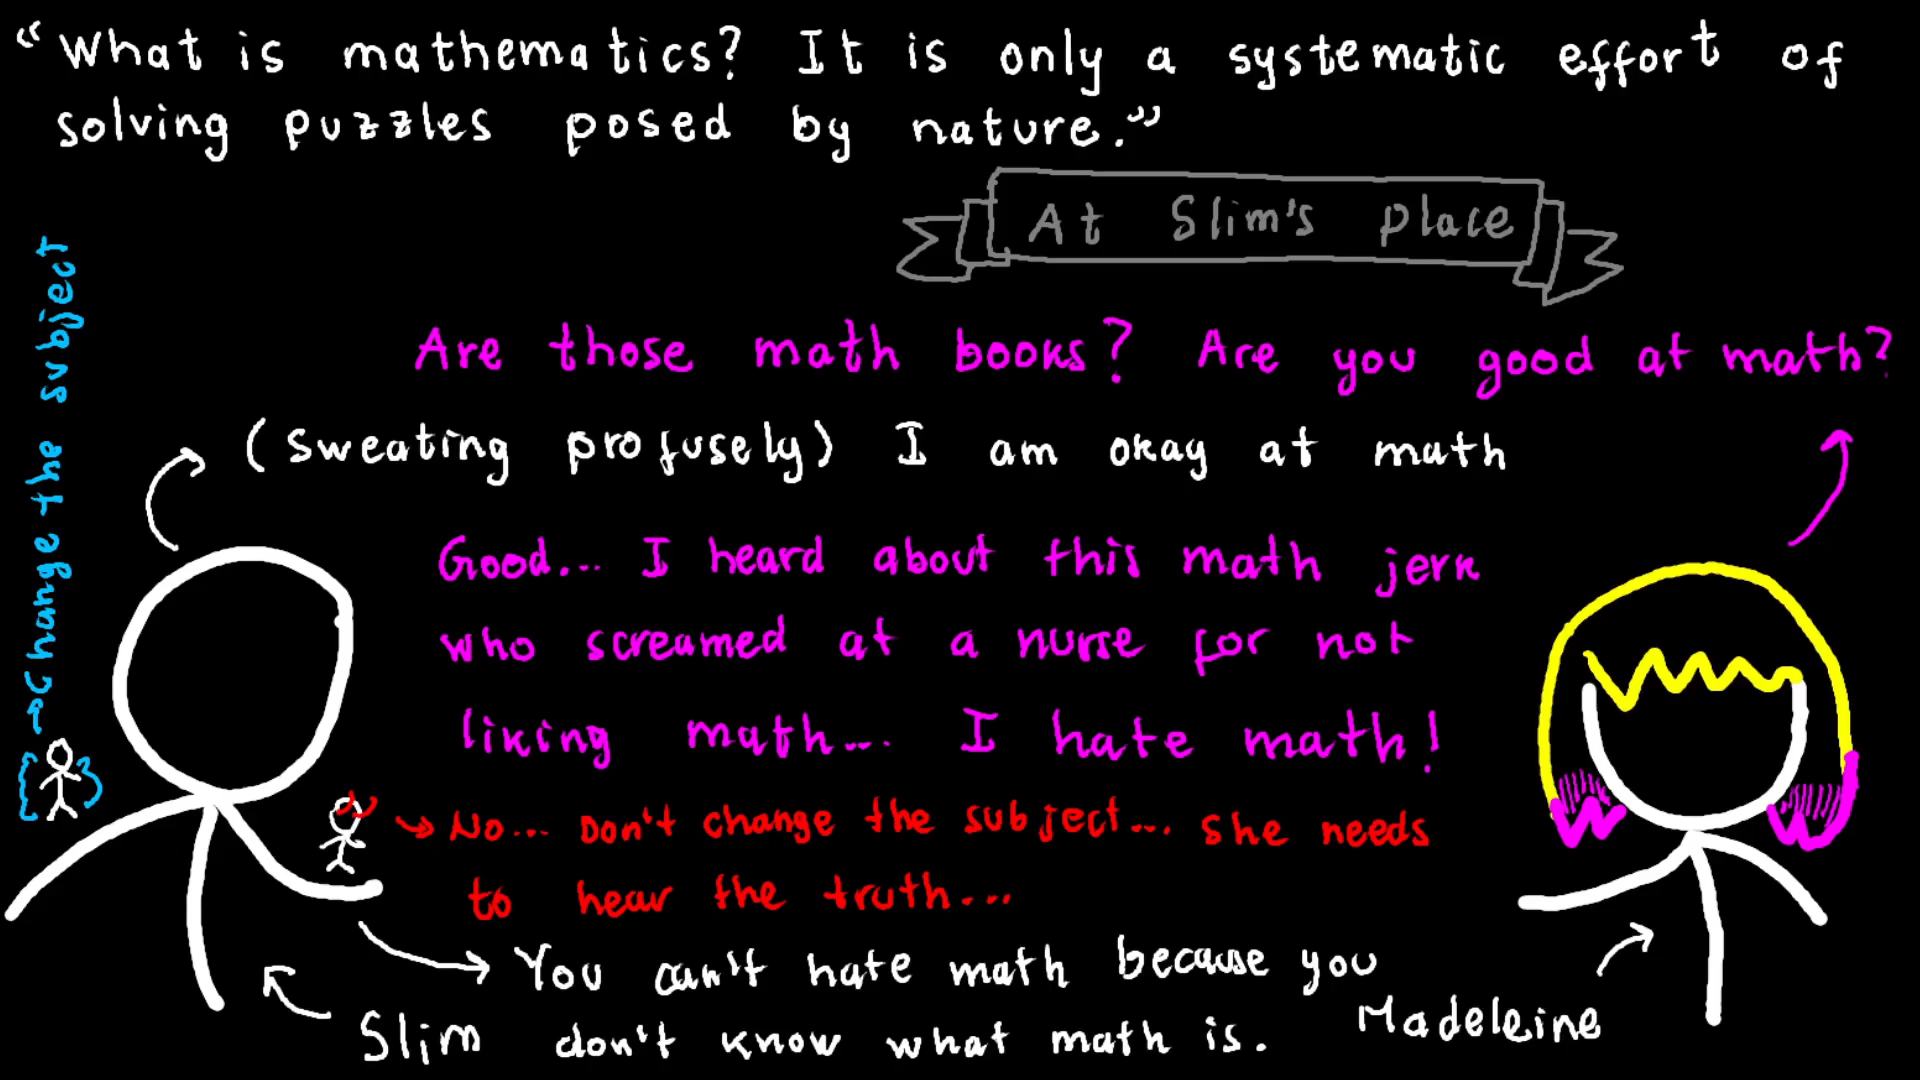 “What is mathematics? It is only a systematic effort of
solving puzzles posed by nature.”
At Slim's place
Are those math books? Are you good at math?
(sweating profusely) I am okay at math
Good... I heard about this math jerk
who screamed at a nurse for not
liking math... I hate math!
change the subject
No... Don't change the subject... she needs
to hear the truth...
You can't hate math because you
don't know what math is.
Slim
Madeleine